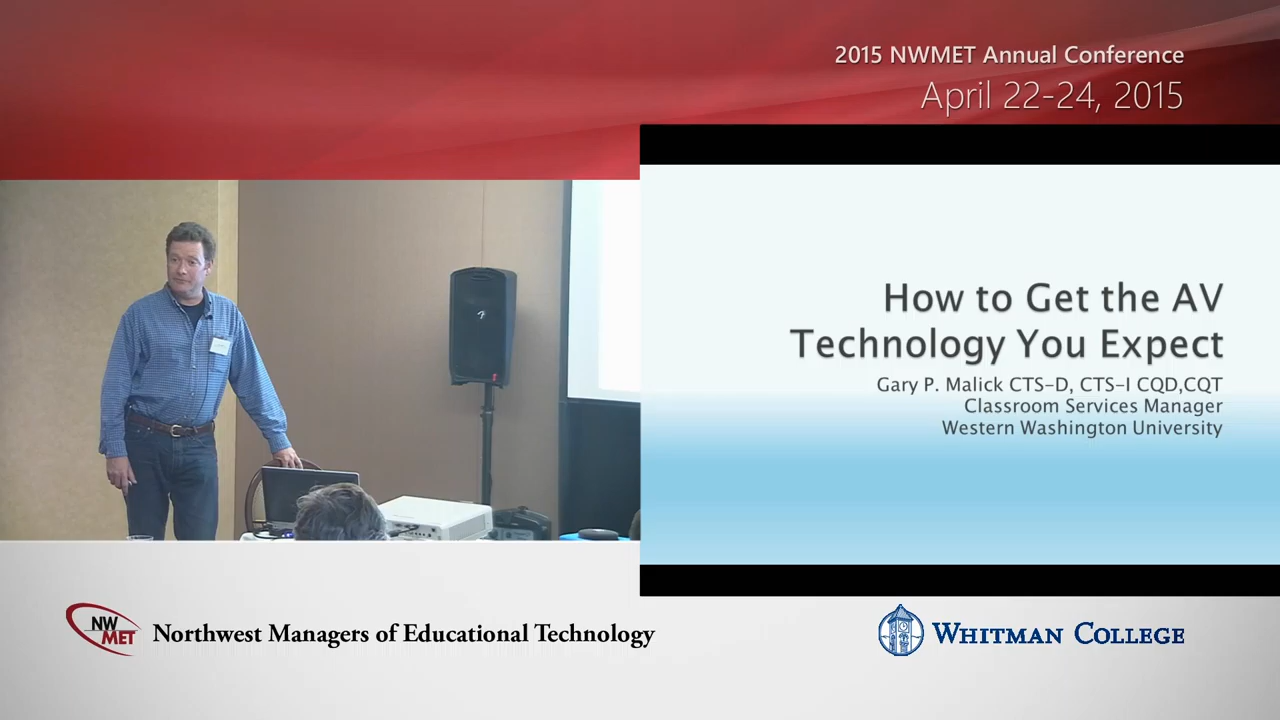 2015 NWMET Annual Conference
April 22-24, 2015
How to Get the AV
Technology You Expect
Gary P. Malick CTS-D, CTS-I CQD,CQT
Classroom Services Manager
Western Washington University
NW
MET
Northwest Managers of Educational Technology
WHITMAN COLLEGE